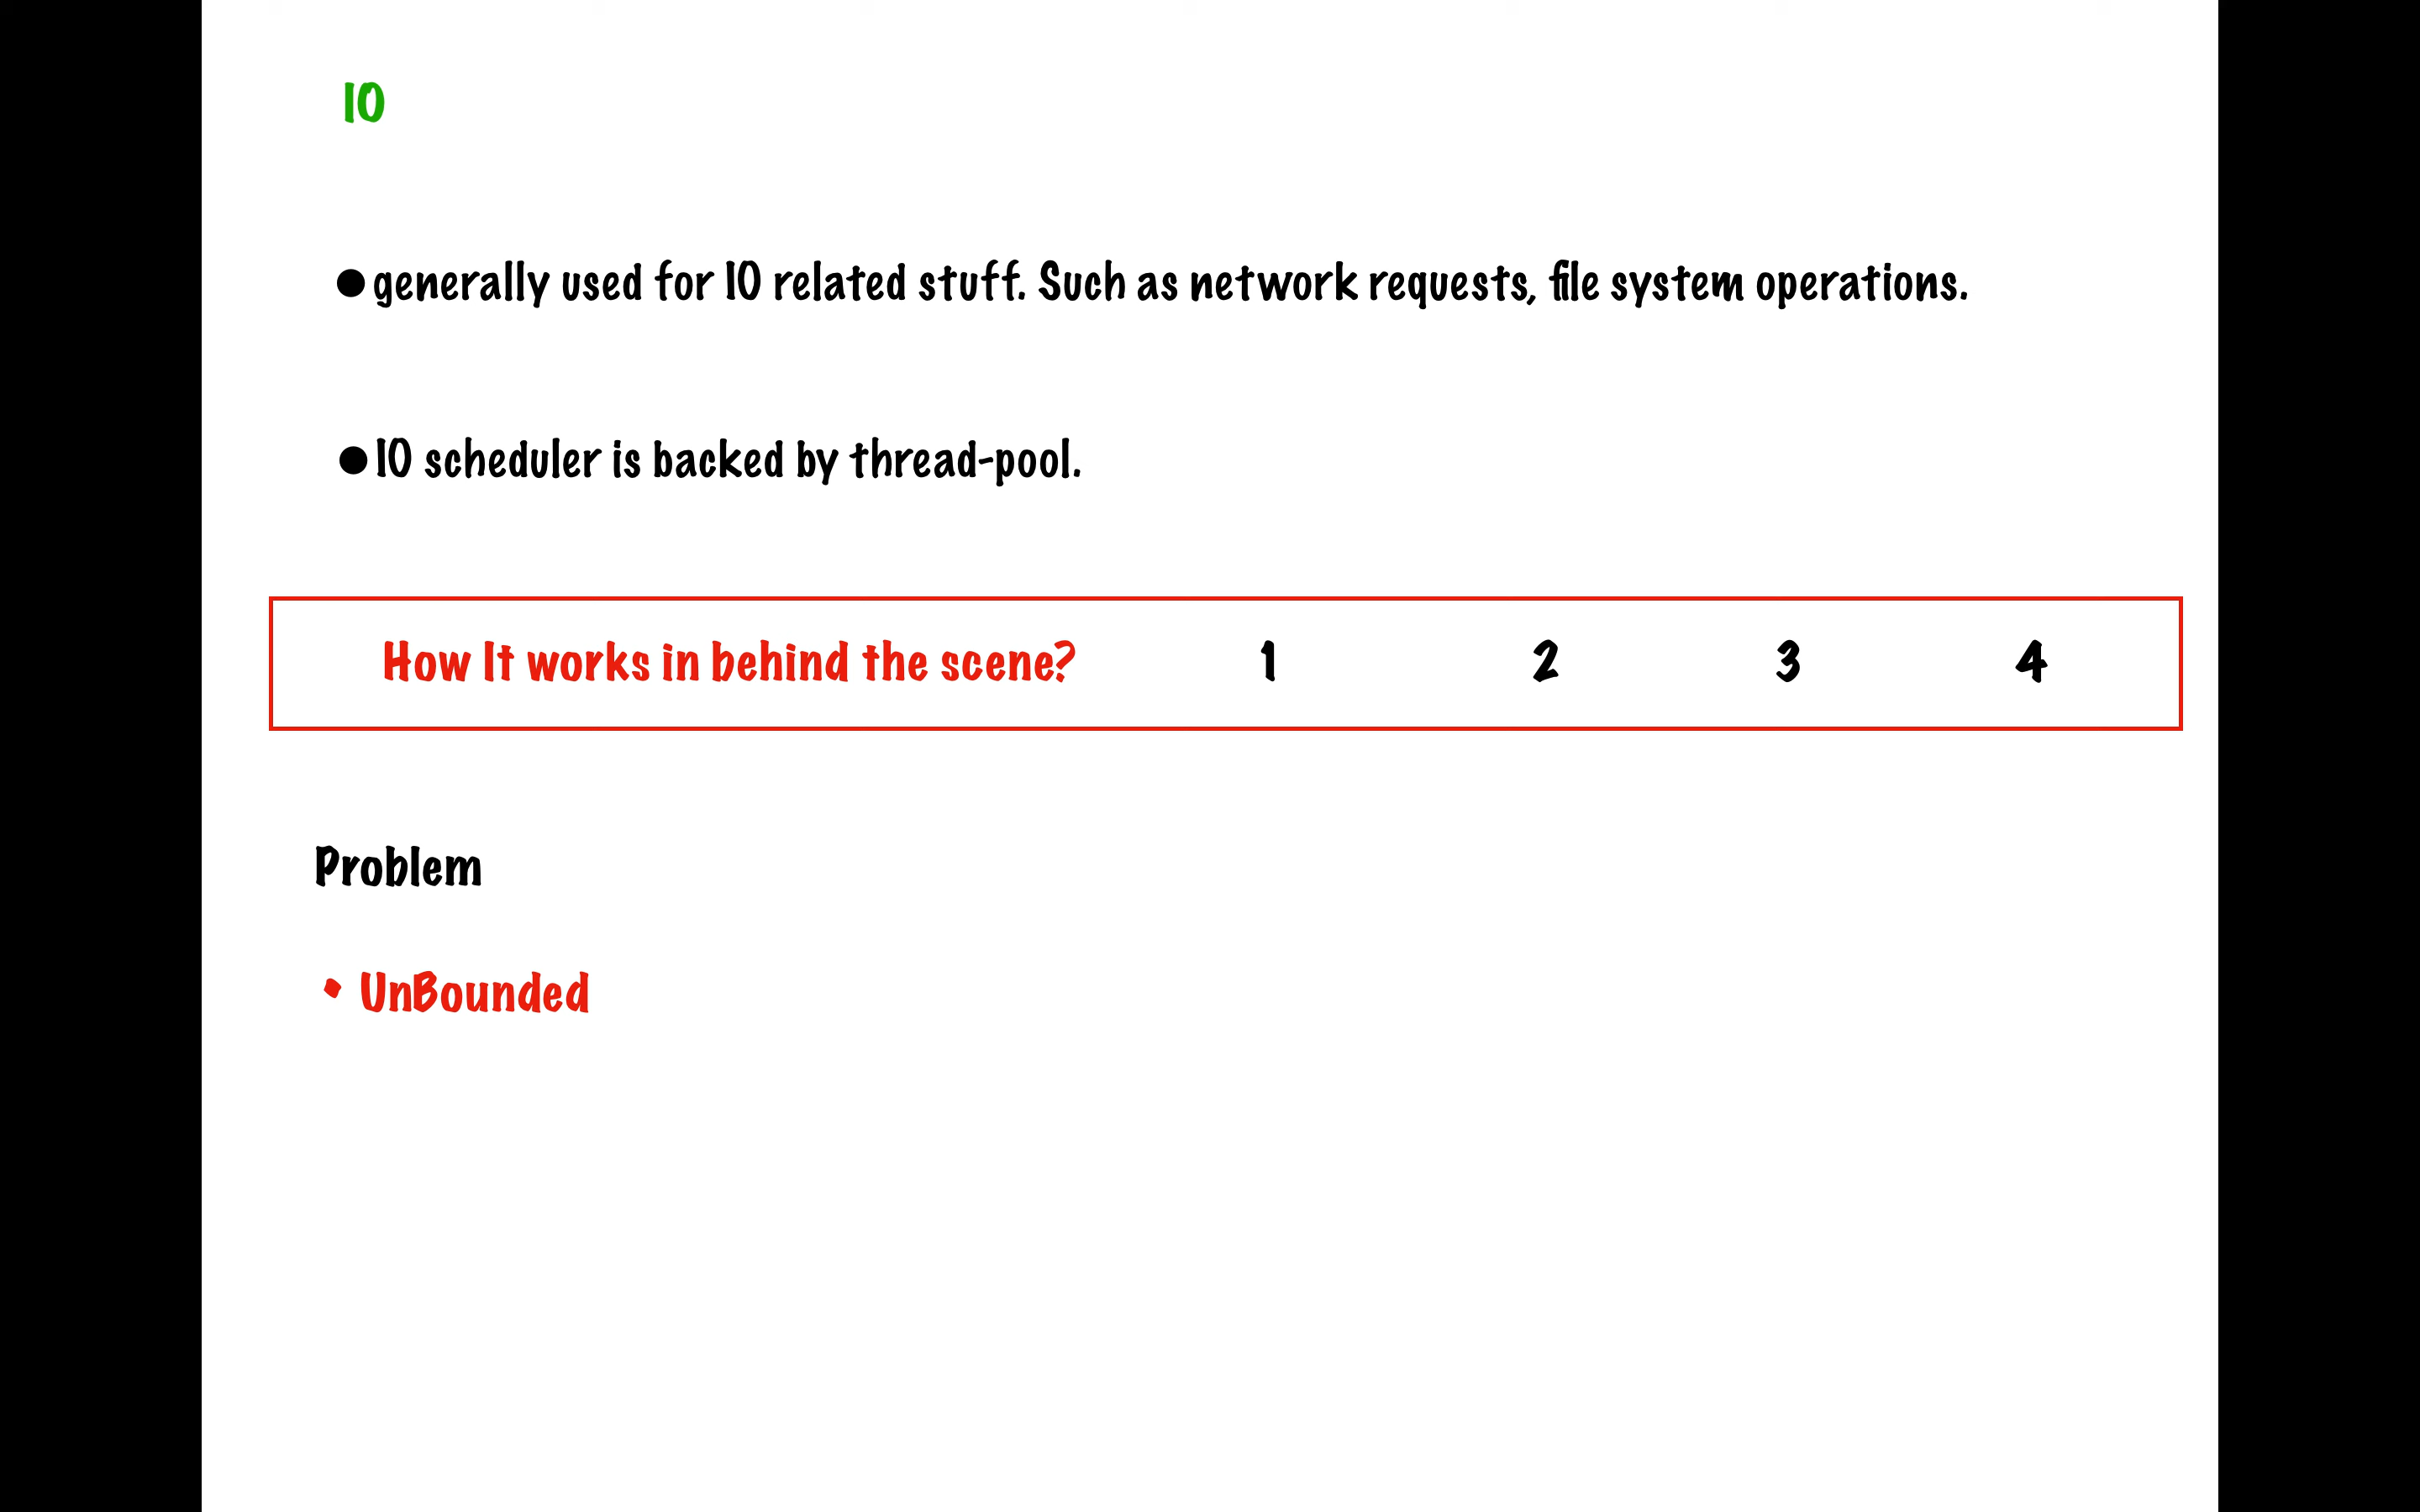 IO
● generally used for IO related stuff. Such as network requests, file system operations.
● IO scheduler is backed by thread-pool.
How It works in behind the scene? 1 2 3 4
Problem
• UnBounded